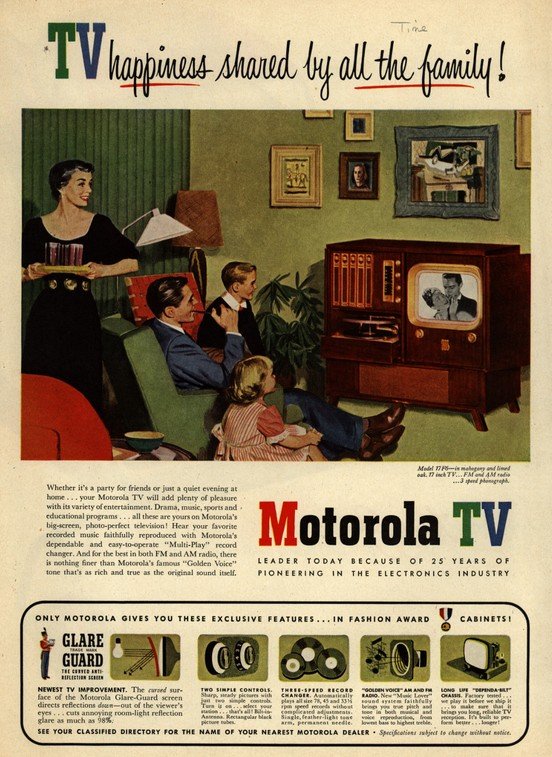 Time
TV happiness shared by all the family!
Model 17F6—in mahogany and limed
oak. 17 inch TV... FM and AM radio
...3 speed phonograph.
Whether it's a party for friends or just a quiet evening at
home . . . your Motorola TV will add plenty of pleasure
with its variety of entertainment. Drama, music, sports and
educational programs . . . all these are yours on Motorola's
big-screen, photo-perfect television! Hear your favorite
recorded music faithfully reproduced with Motorola's
dependable and easy-to-operate "Multi-Play" record
changer. And for the best in both FM and AM radio, there
is nothing finer than Motorola's famous "Golden Voice"
tone that's as rich and true as the original sound itself.
Motorola TV
LEADER TODAY BECAUSE OF 25 YEARS OF
PIONEERING IN THE ELECTRONICS INDUSTRY
ONLY MOTOROLA GIVES YOU THESE EXCLUSIVE FEATURES...IN FASHION AWARD CABINETS!
GLARE
TRADE MARK
GUARD
THE CURVED ANTI-
REFLECTION SCREEN
NEWEST TV IMPROVEMENT. The curved sur-
face of the Motorola Glare-Guard screen
directs reflections down—out of the viewer's
eyes . . . cuts annoying room-light reflection
glare as much as 98%.
TWO SIMPLE CONTROLS.
Sharp, steady pictures with
just two simple controls.
Turn it on . . . select your
station . . . that's all! Bilt-in-
Antenna. Rectangular black
picture tubes.
THREE-SPEED RECORD
CHANGER. Automatically
plays all size 78, 45 and 33⅓
rpm speed records without
complicated adjustments.
Single, feather-light tone
arm, permanent needle.
"GOLDEN VOICE" AM AND FM
RADIO. New "Music Lover"
sound system faithfully
brings you true pitch and
tone in both musical and
voice reproduction, from
lowest bass to highest treble.
LONG LIFE "DEPENDA-BILT"
CHASSIS. Factory tested . . .
we play it before we ship it
. . . to make sure that it
brings you long, reliable TV
reception. It's built to per-
form better . . . longer!
SEE YOUR CLASSIFIED DIRECTORY FOR THE NAME OF YOUR NEAREST MOTOROLA DEALER • Specifications subject to change without notice.